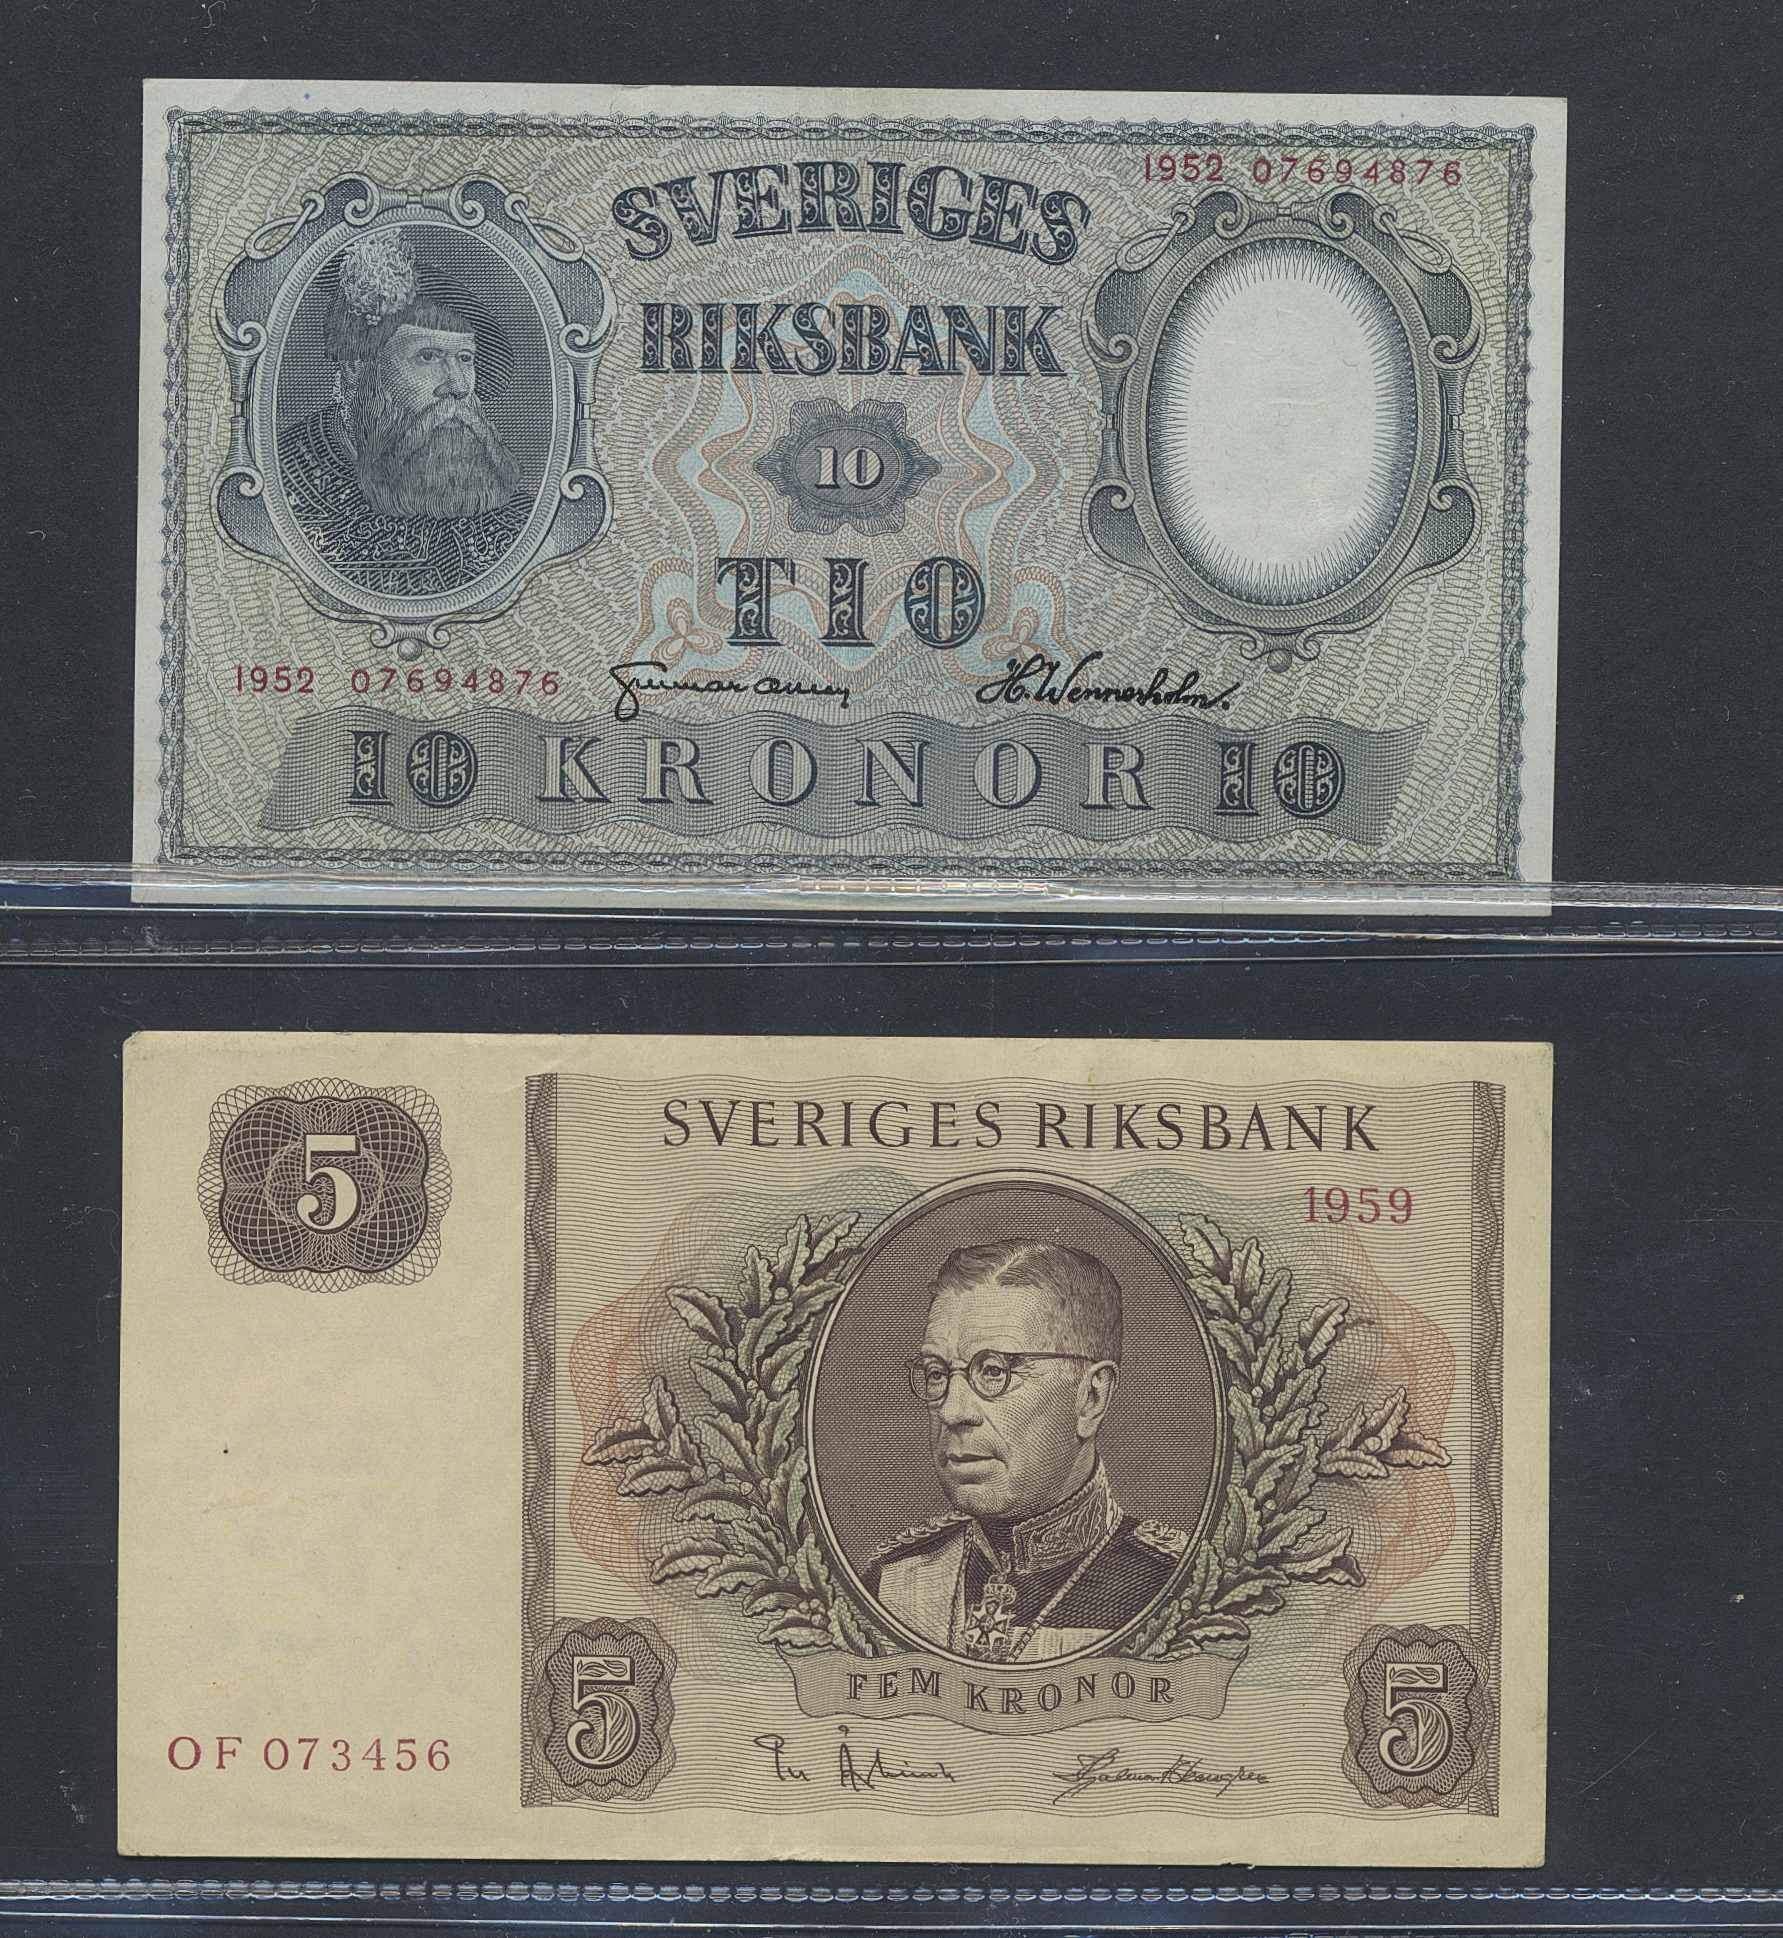 1952 07694876
SVERIGES
RIKSBANK
10
TIO
1952 07694876
H. Wennerholm.
10 KRONOR 10
5
SVERIGES RIKSBANK
1959
FEM KRONOR
5
5
OF 073456